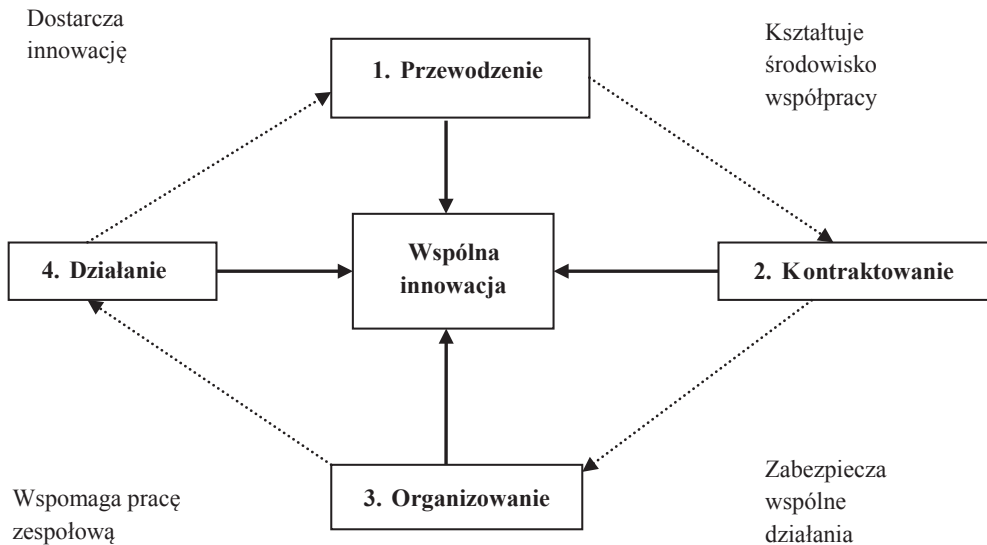 Dostarcza
innowację
Kształtuje
środowisko
współpracy
1. Przewodzenie
4. Działanie
Wspólna
innowacja
2. Kontraktowanie
Wspomaga pracę
zespołową
3. Organizowanie
Zabezpiecza
wspólne
działania